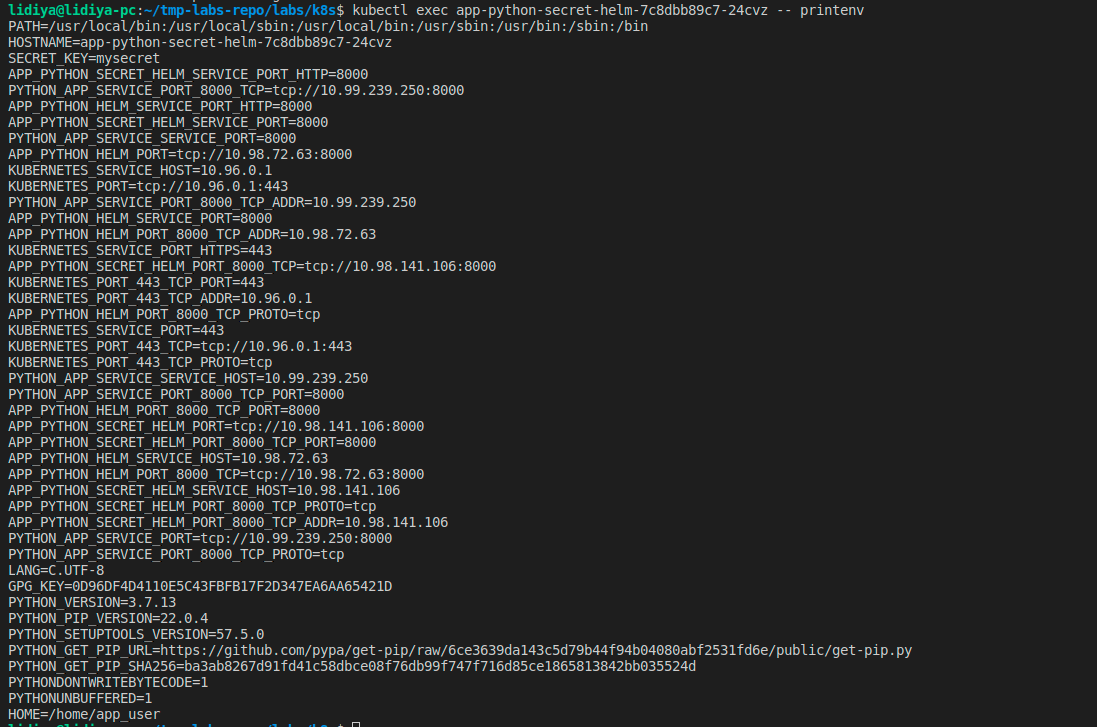 lidiya@lidiya-pc:~/tmp-labs-repo/labs/k8s$ kubectl exec app-python-secret-helm-7c8dbb89c7-24cvz -- printenv
PATH=/usr/local/bin:/usr/local/sbin:/usr/local/bin:/usr/sbin:/usr/bin:/sbin:/bin
HOSTNAME=app-python-secret-helm-7c8dbb89c7-24cvz
SECRET_KEY=mysecret
APP_PYTHON_SECRET_HELM_SERVICE_PORT_HTTP=8000
PYTHON_APP_SERVICE_PORT_8000_TCP=tcp://10.99.239.250:8000
APP_PYTHON_HELM_SERVICE_PORT_HTTP=8000
APP_PYTHON_SECRET_HELM_SERVICE_PORT=8000
PYTHON_APP_SERVICE_SERVICE_PORT=8000
APP_PYTHON_HELM_PORT=tcp://10.98.72.63:8000
KUBERNETES_SERVICE_HOST=10.96.0.1
KUBERNETES_PORT=tcp://10.96.0.1:443
PYTHON_APP_SERVICE_PORT_8000_TCP_ADDR=10.99.239.250
APP_PYTHON_HELM_SERVICE_PORT=8000
APP_PYTHON_HELM_PORT_8000_TCP_ADDR=10.98.72.63
KUBERNETES_SERVICE_PORT_HTTPS=443
APP_PYTHON_SECRET_HELM_PORT_8000_TCP=tcp://10.98.141.106:8000
KUBERNETES_PORT_443_TCP_PORT=443
KUBERNETES_PORT_443_TCP_ADDR=10.96.0.1
APP_PYTHON_HELM_PORT_8000_TCP_PROTO=tcp
KUBERNETES_SERVICE_PORT=443
KUBERNETES_PORT_443_TCP=tcp://10.96.0.1:443
KUBERNETES_PORT_443_TCP_PROTO=tcp
PYTHON_APP_SERVICE_SERVICE_HOST=10.99.239.250
PYTHON_APP_SERVICE_PORT_8000_TCP_PORT=8000
APP_PYTHON_HELM_PORT_8000_TCP_PORT=8000
APP_PYTHON_SECRET_HELM_PORT=tcp://10.98.141.106:8000
APP_PYTHON_SECRET_HELM_PORT_8000_TCP_PORT=8000
APP_PYTHON_HELM_SERVICE_HOST=10.98.72.63
APP_PYTHON_HELM_PORT_8000_TCP=tcp://10.98.72.63:8000
APP_PYTHON_SECRET_HELM_SERVICE_HOST=10.98.141.106
APP_PYTHON_SECRET_HELM_PORT_8000_TCP_PROTO=tcp
APP_PYTHON_SECRET_HELM_PORT_8000_TCP_ADDR=10.98.141.106
PYTHON_APP_SERVICE_PORT=tcp://10.99.239.250:8000
PYTHON_APP_SERVICE_PORT_8000_TCP_PROTO=tcp
LANG=C.UTF-8
GPG_KEY=0D96DF4D4110E5C43FBFB17F2D347EA6AA65421D
PYTHON_VERSION=3.7.13
PYTHON_PIP_VERSION=22.0.4
PYTHON_SETUPTOOLS_VERSION=57.5.0
PYTHON_GET_PIP_URL=https://github.com/pypa/get-pip/raw/6ce3639da143c5d79b44f94b04080abf2531fd6e/public/get-pip.py
PYTHON_GET_PIP_SHA256=ba3ab8267d91fd41c58dbce08f76db99f747f716d85ce1865813842bb035524d
PYTHONDONTWRITEBYTECODE=1
PYTHONUNBUFFERED=1
HOME=/home/app_user